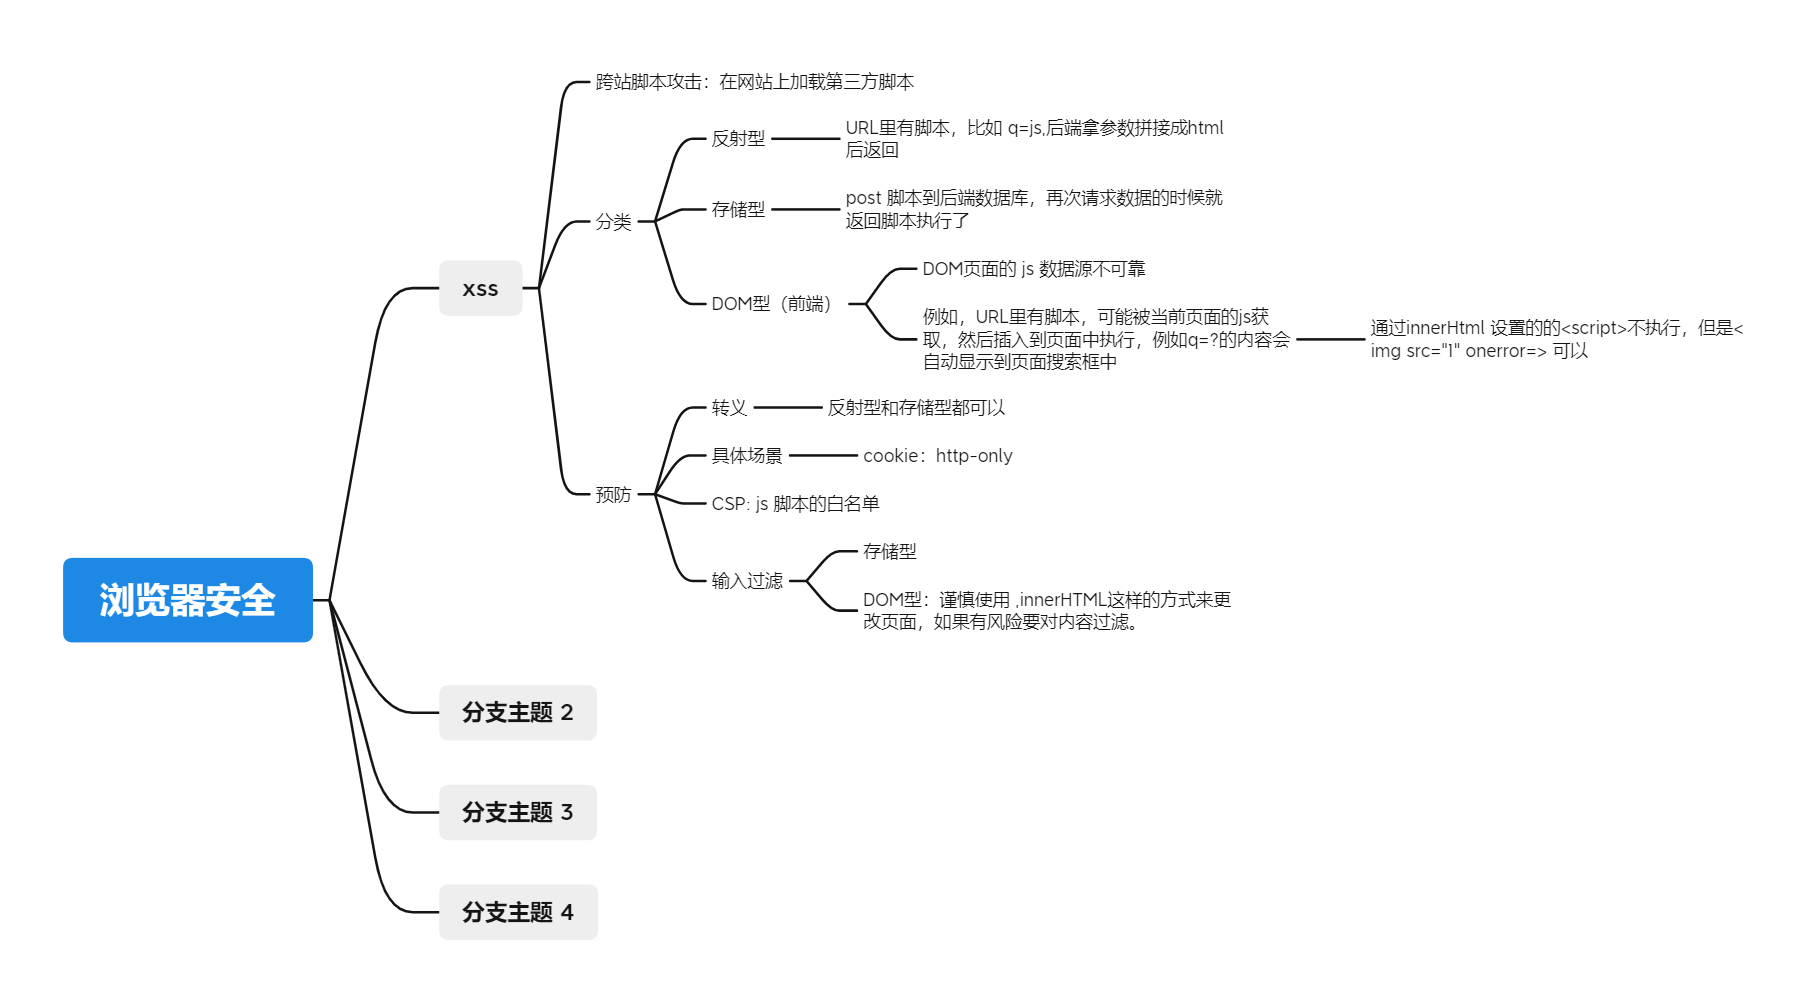 跨站脚本攻击：在网站上加载第三方脚本
反射型
URL里有脚本，比如 q=js,后端拿参数拼接成html
后返回
分类
存储型
post 脚本到后端数据库，再次请求数据的时候就
返回脚本执行了
xss
DOM型（前端）
DOM页面的 js 数据源不可靠
例如，URL里有脚本，可能被当前页面的js获
取，然后插入到页面中执行，例如q=?的内容会
自动显示到页面搜索框中
通过innerHtml 设置的的<script>不执行，但是<
img src="1" onerror=> 可以
预防
转义
反射型和存储型都可以
具体场景
cookie：http-only
CSP: js 脚本的白名单
输入过滤
存储型
DOM型：谨慎使用 ,innerHTML这样的方式来更
改页面，如果有风险要对内容过滤。
浏览器安全
分支主题 2
分支主题 3
分支主题 4